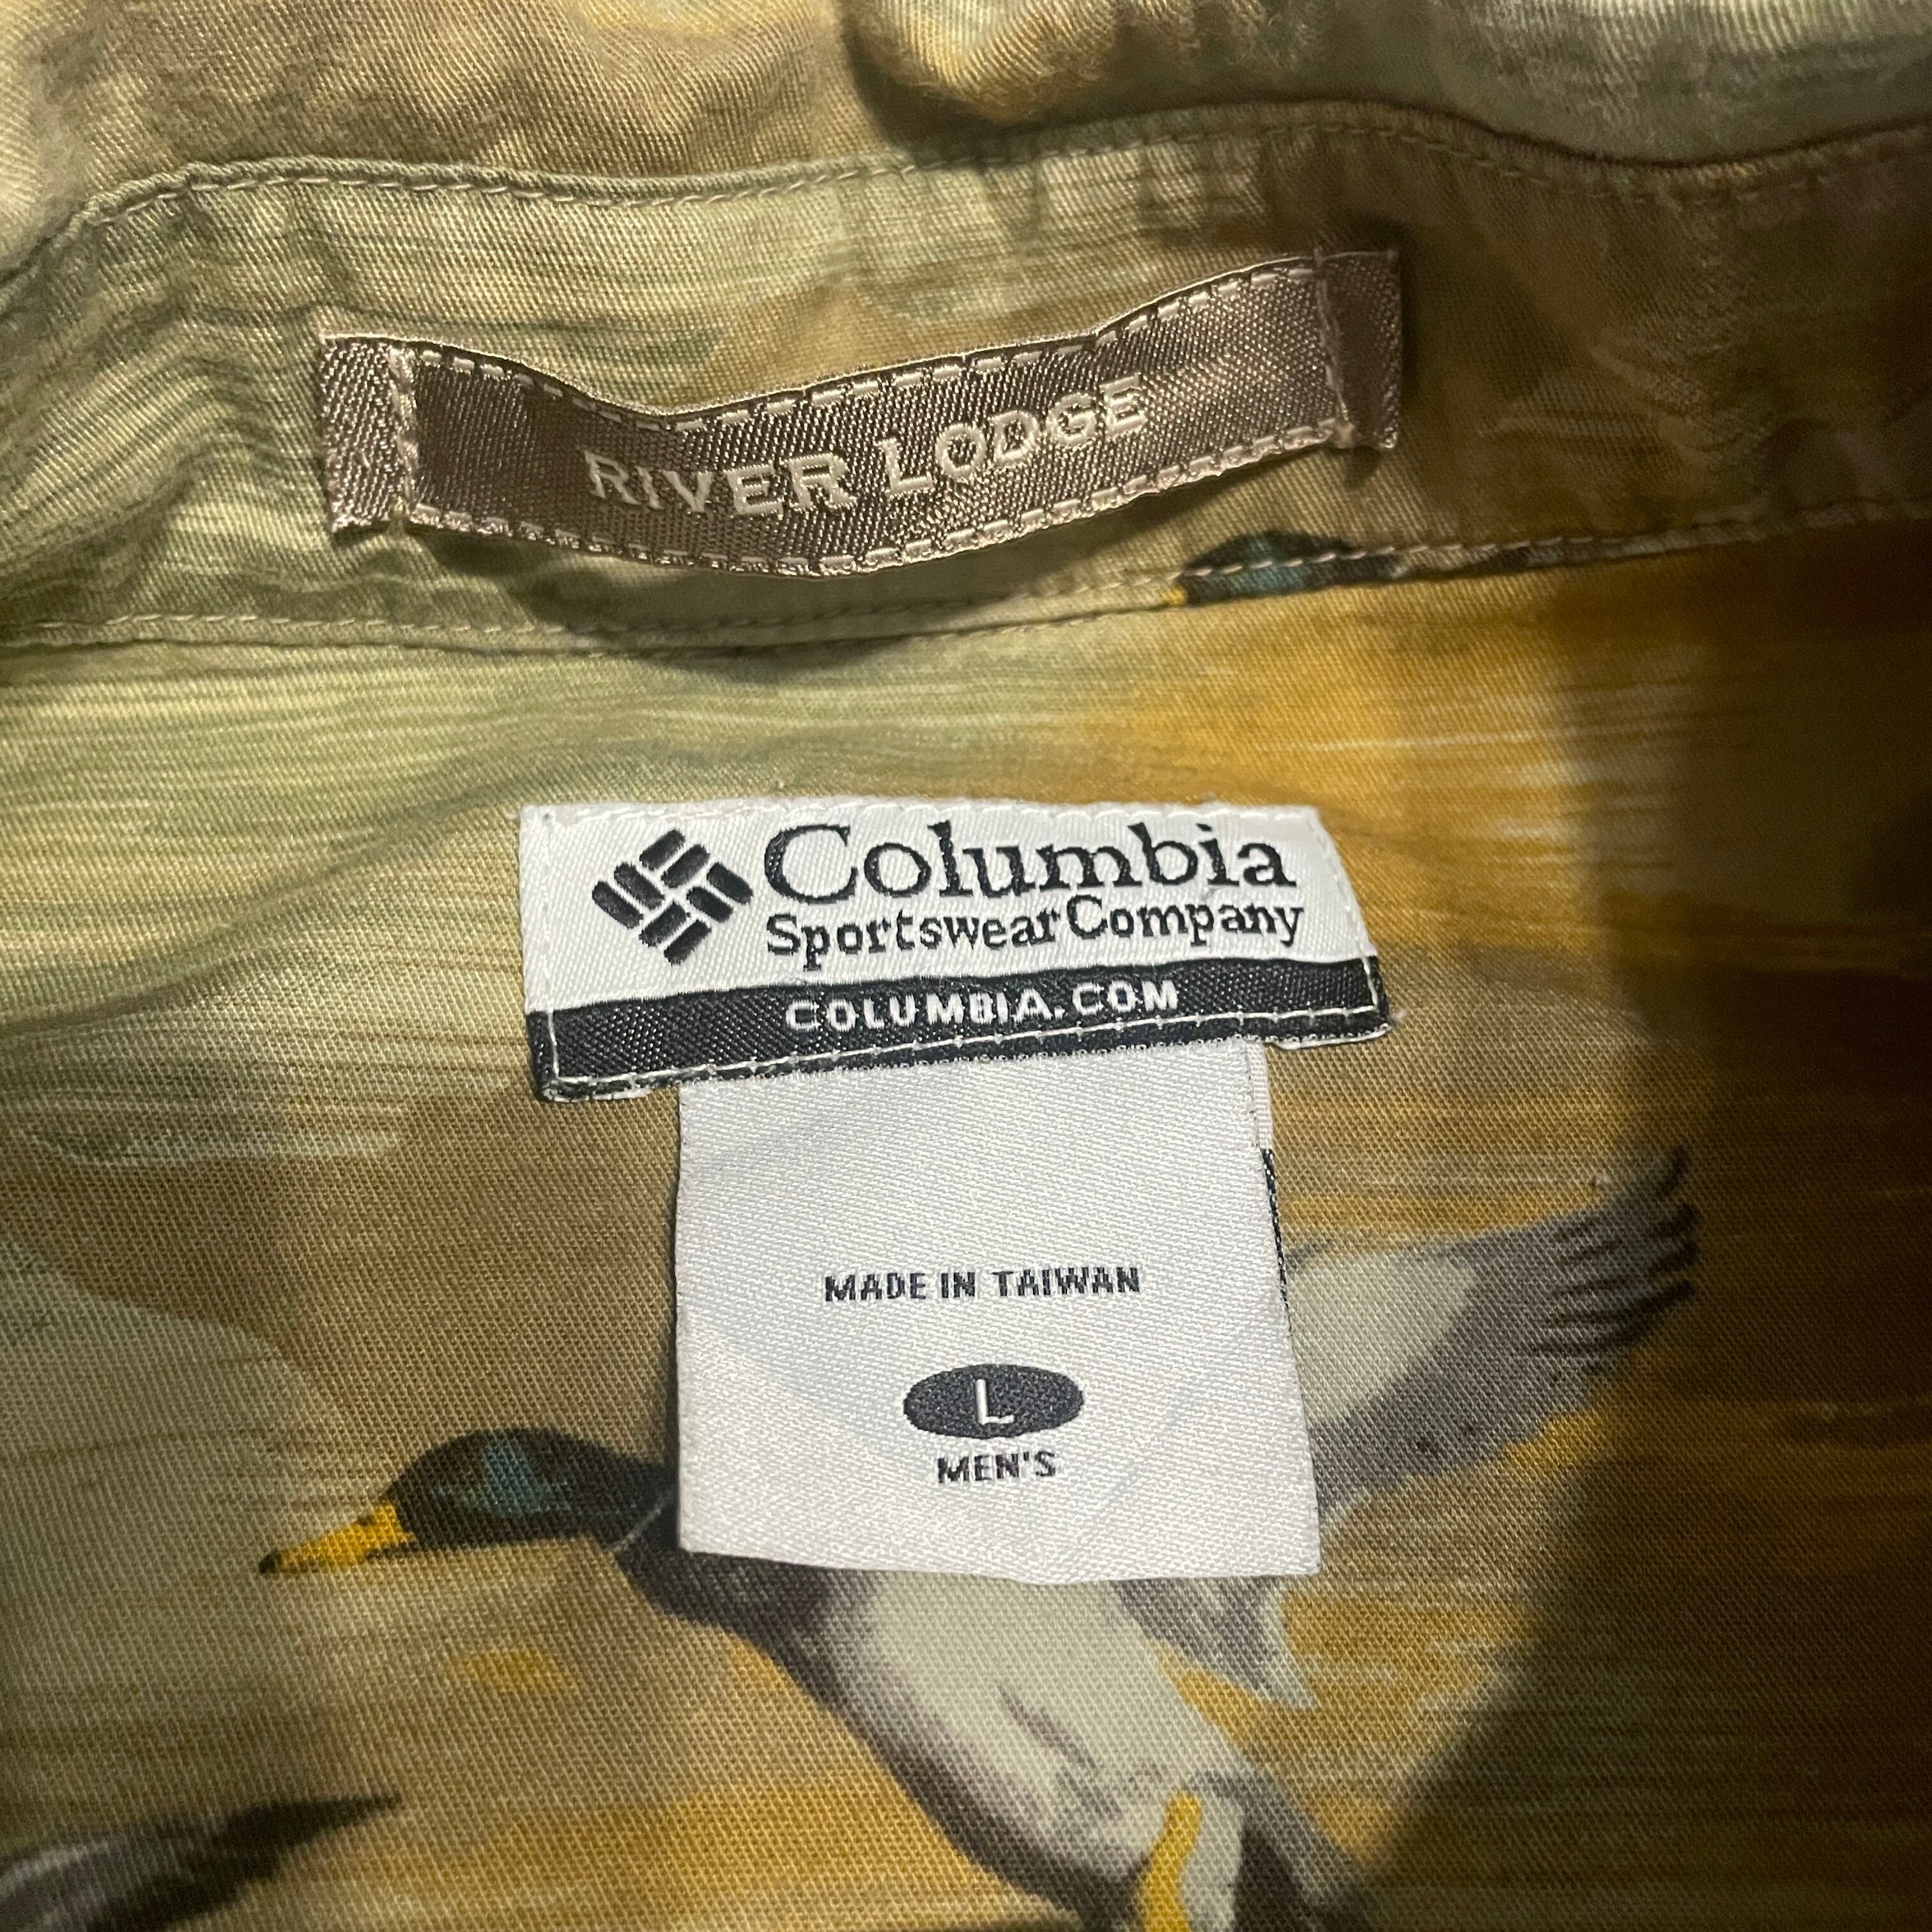 RIVER LODGE
Columbia
Sportswear Company
COLUMBIA.COM
MADE IN TAIWAN
L
MEN'S